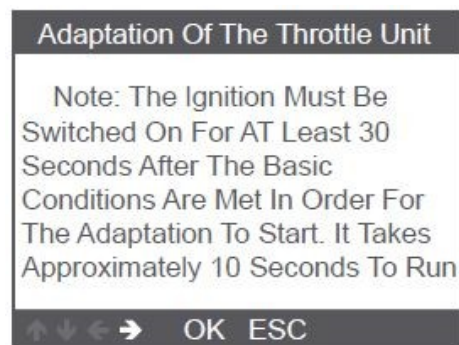 Adaptation Of The Throttle Unit
Note: The Ignition Must Be
Switched On For AT Least 30
Seconds After The Basic
Conditions Are Met In Order For
The Adaptation To Start. It Takes
Approximately 10 Seconds To Run
OK ESC